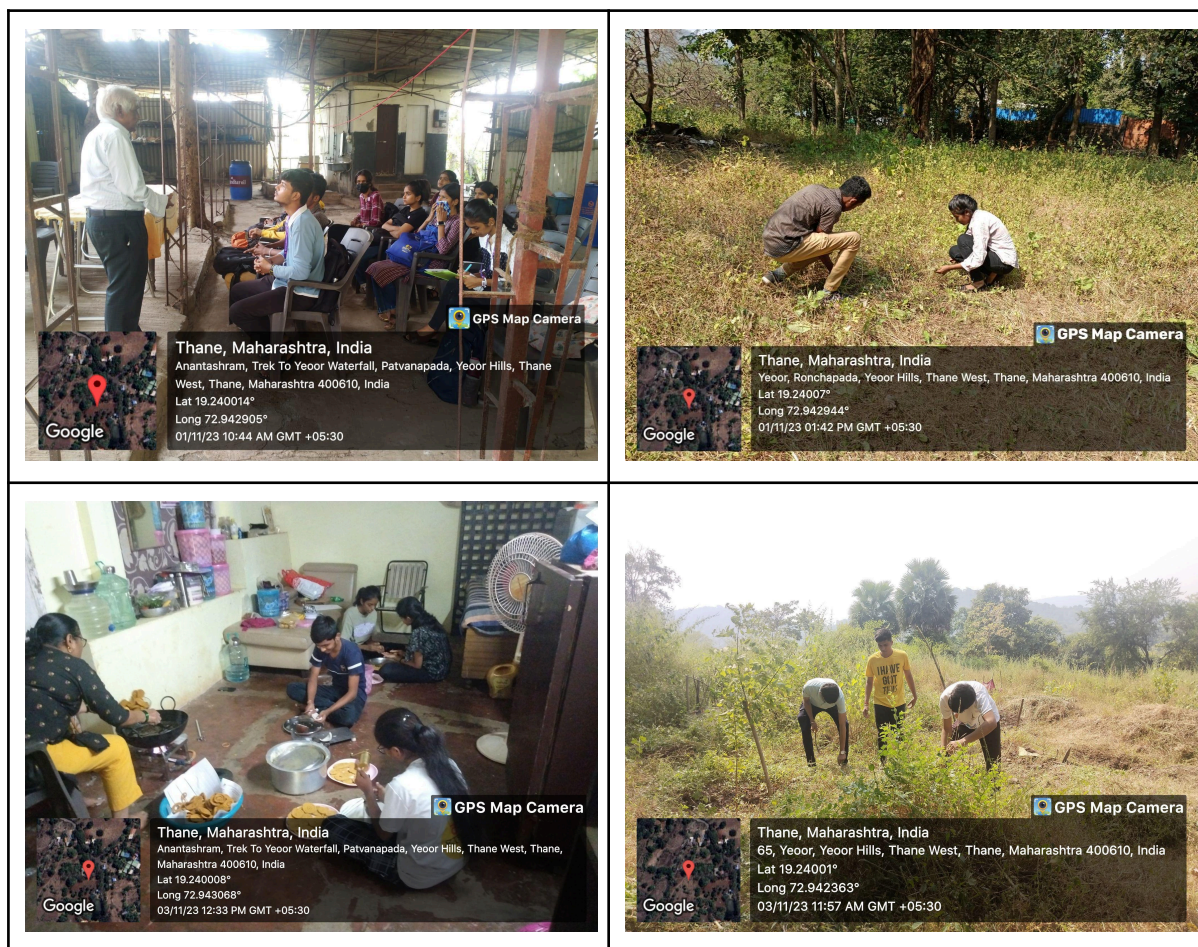 GPS Map Camera
Thane, Maharashtra, India
Anantashram, Trek To Yeoor Waterfall, Patvanapada, Yeoor Hills, Thane
West, Thane, Maharashtra 400610, India
Lat 19.240014°
Long 72.942905°
01/11/23 10:44 AM GMT +05:30
Google
GPS Map Camera
Thane, Maharashtra, India
Yeoor, Ronchapada, Yeoor Hills, Thane West, Thane, Maharashtra 400610, India
Lat 19.24007°
Long 72.942944°
01/11/23 01:42 PM GMT +05:30
Google
GPS Map Camera
Thane, Maharashtra, India
Anantashram, Trek To Yeoor Waterfall, Patvanapada, Yeoor Hills, Thane West, Thane,
Maharashtra 400610, India
Lat 19.240008°
Long 72.943068°
03/11/23 12:33 PM GMT +05:30
Google
GPS Map Camera
Thane, Maharashtra, India
65, Yeoor, Yeoor Hills, Thane West, Thane, Maharashtra 400610, India
Lat 19.24001°
Long 72.942363°
03/11/23 11:57 AM GMT +05:30
Google